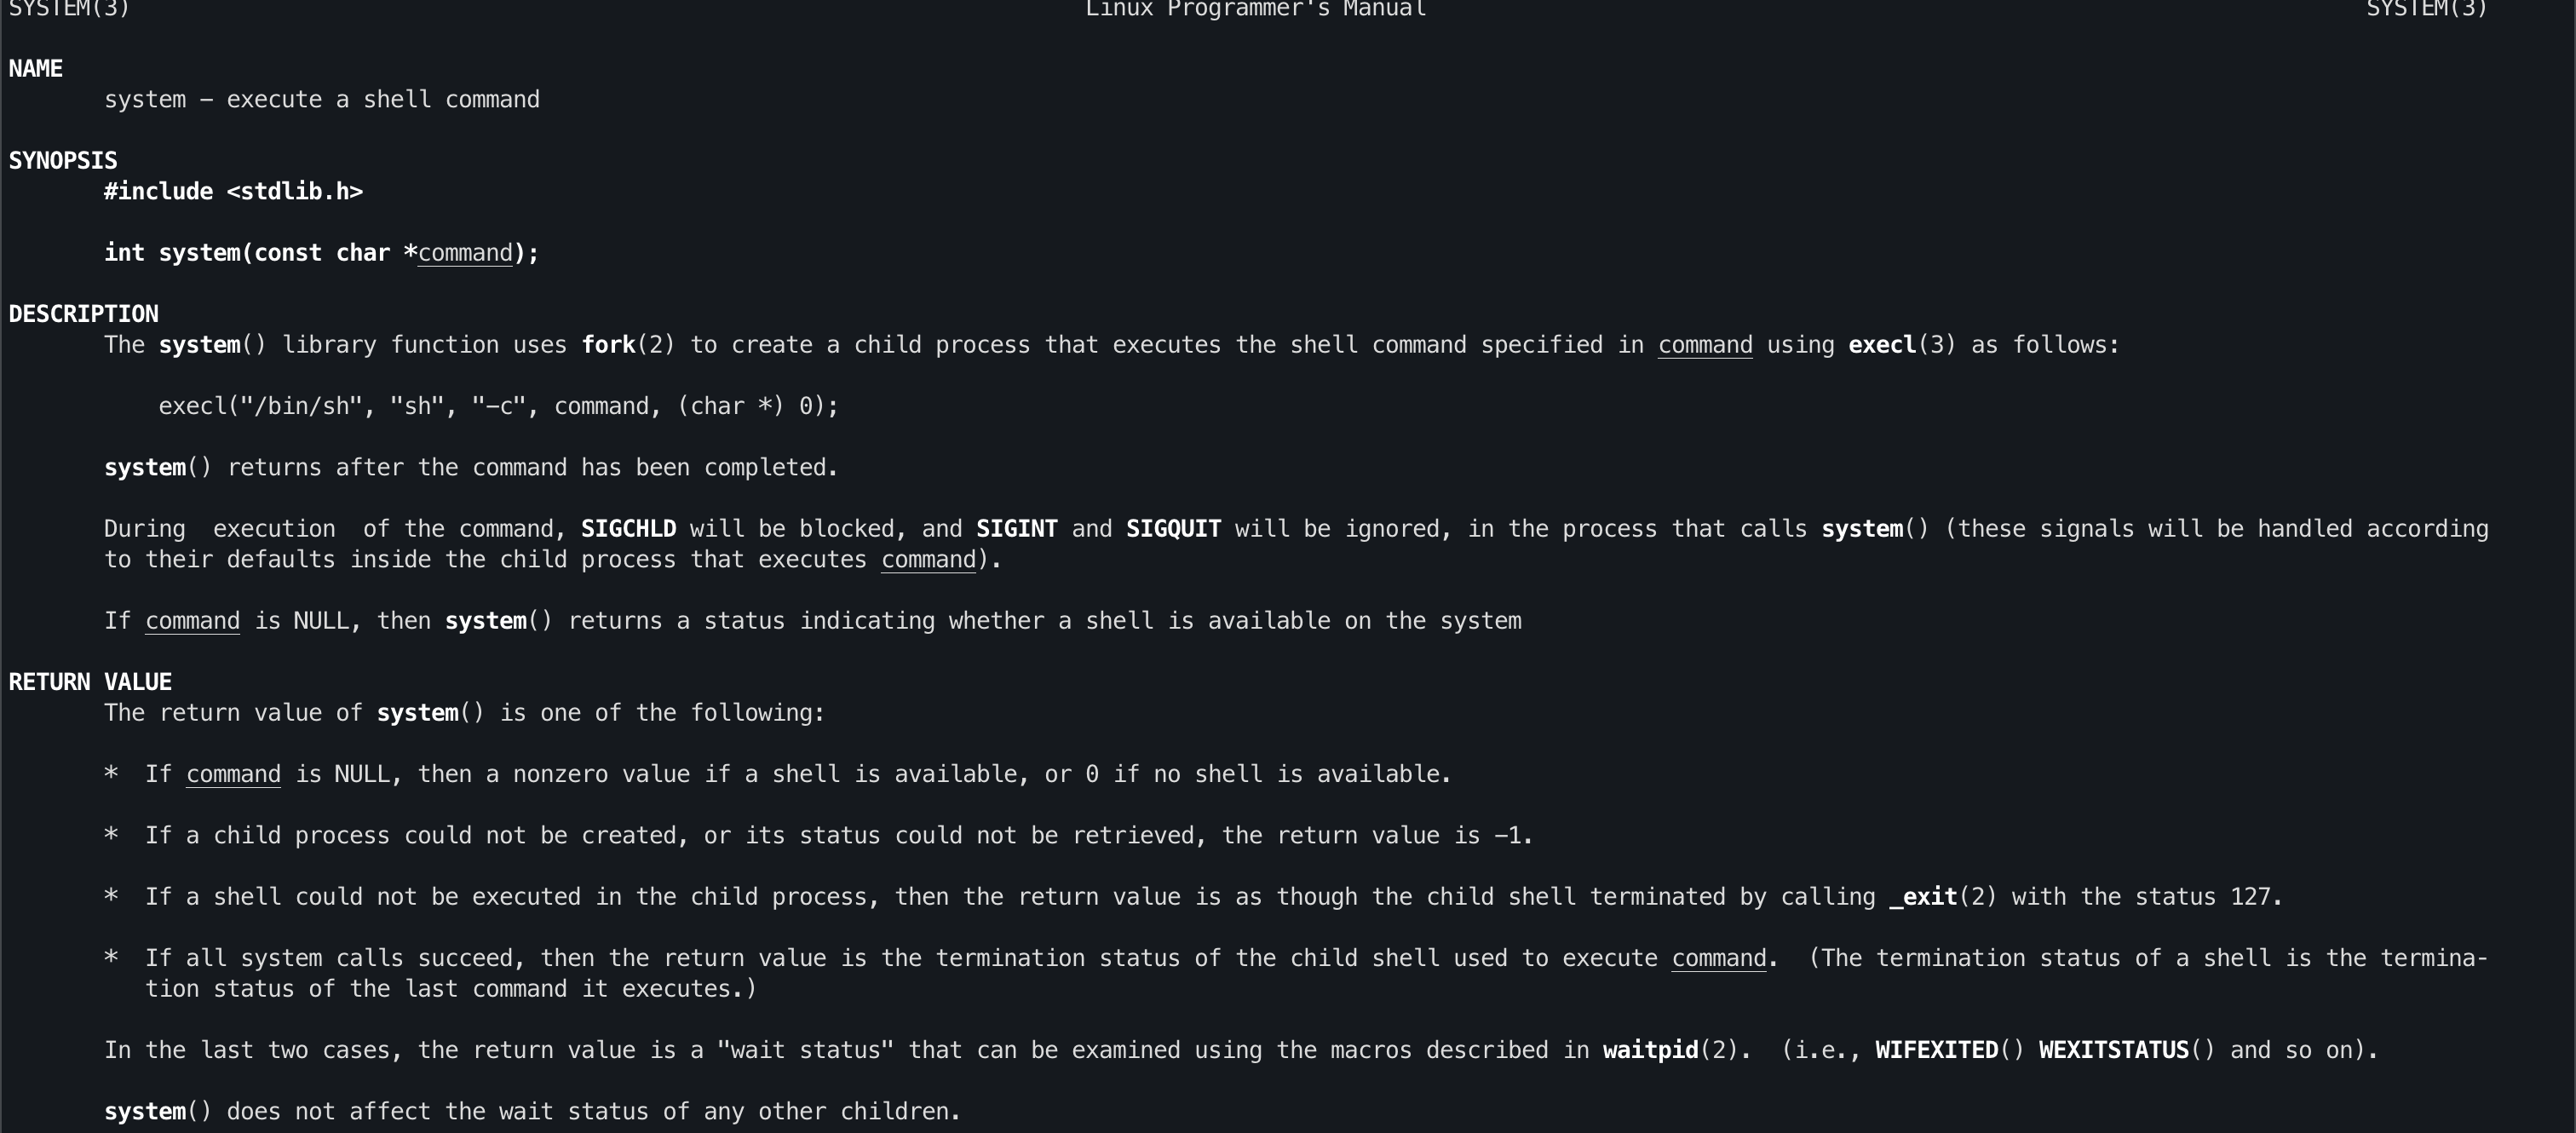 SYSTEM(3) Linux Programmer's Manual SYSTEM(3)
NAME
system – execute a shell command
SYNOPSIS
#include <stdlib.h>
int system(const char *command);
DESCRIPTION
The system() library function uses fork(2) to create a child process that executes the shell command specified in command using execl(3) as follows:
execl("/bin/sh", "sh", "–c", command, (char *) 0);
system() returns after the command has been completed.
During execution of the command, SIGCHLD will be blocked, and SIGINT and SIGQUIT will be ignored, in the process that calls system() (these signals will be handled according
to their defaults inside the child process that executes command).
If command is NULL, then system() returns a status indicating whether a shell is available on the system
RETURN VALUE
The return value of system() is one of the following:
* If command is NULL, then a nonzero value if a shell is available, or 0 if no shell is available.
* If a child process could not be created, or its status could not be retrieved, the return value is –1.
* If a shell could not be executed in the child process, then the return value is as though the child shell terminated by calling _exit(2) with the status 127.
* If all system calls succeed, then the return value is the termination status of the child shell used to execute command. (The termination status of a shell is the termina-
tion status of the last command it executes.)
In the last two cases, the return value is a "wait status" that can be examined using the macros described in waitpid(2). (i.e., WIFEXITED() WEXITSTATUS() and so on).
system() does not affect the wait status of any other children.